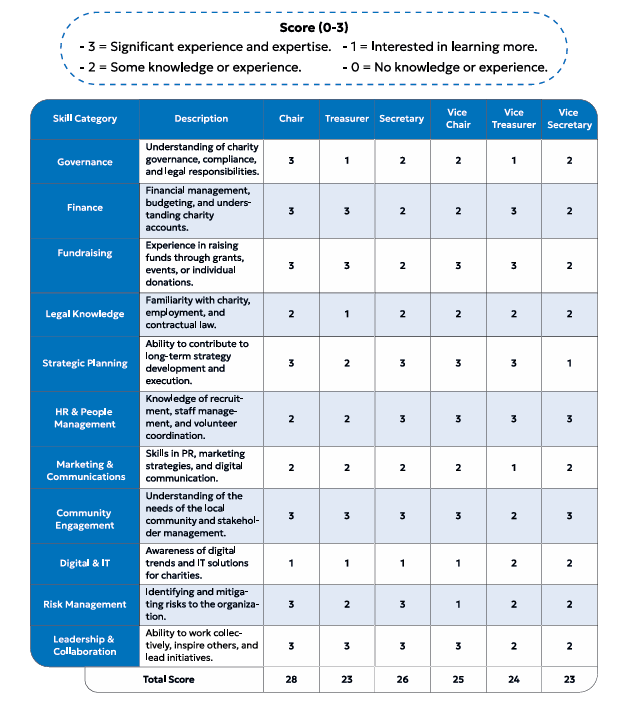 Score (0-3)
- 3 = Significant experience and expertise. - 1 = Interested in learning more.
- 2 = Some knowledge or experience. - 0 = No knowledge or experience.
Skill Category Description Chair Treasurer Secretary Vice Chair Vice Treasurer Vice Secretary
Governance
Understanding of charity
governance, compliance,
and legal responsibilities.
3 1 2 2 1 2
Finance
Financial management,
budgeting, and unders-
tanding charity
accounts.
3 3 2 2 3 2
Fundraising
Experience in raising
funds through grants,
events, or individual
donations.
3 3 2 3 3 2
Legal Knowledge
Familiarity with charity,
employment, and
contractual law.
2 1 2 2 2 2
Strategic Planning
Ability to contribute to
long-term strategy
development and
execution.
3 2 3 3 3 1
HR & People
Management
Knowledge of recruit-
ment, staff manage-
ment, and volunteer
coordination.
2 2 3 3 3 3
Marketing &
Communications
Skills in PR, marketing
strategies, and digital
communication.
2 2 2 2 1 2
Community
Engagement
Understanding of the
needs of the local
community and stakehol-
der management.
3 3 3 3 2 3
Digital & IT
Awareness of digital
trends and IT solutions
for charities.
1 1 1 1 2 2
Risk Management
Identifying and mitiga-
ting risks to the organiza-
tion.
3 2 3 1 2 2
Leadership &
Collaboration
Ability to work collec-
tively, inspire others, and
lead initiatives.
3 3 3 3 2 2
Total Score 28 23 26 25 24 23